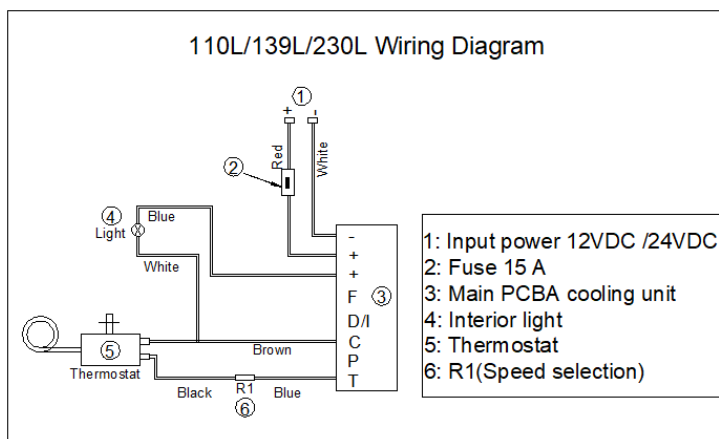 110L/139L/230L Wiring Diagram
①
+ -
Red
White
②
④ Blue
Light
White
-
+
+
F ③
D/I
C
P
T
⑤
Thermostat
Brown
Black R1 Blue
⑥
1: Input power 12VDC /24VDC
2: Fuse 15 A
3: Main PCBA cooling unit
4: Interior light
5: Thermostat
6: R1(Speed selection)